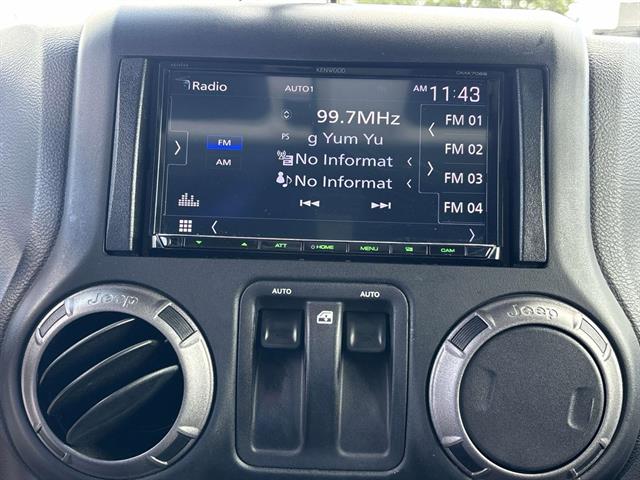 KENWOOD
Radio
AUTO1
AM 11:43
99.7MHz
FM 01
PS
g Yum Yu
FM
FM 02
AM
No Informat
No Informat
FM 03
FM 04
ATT
HOME
MENU
CAM
AUTO
AUTO
Jeep
Jeep